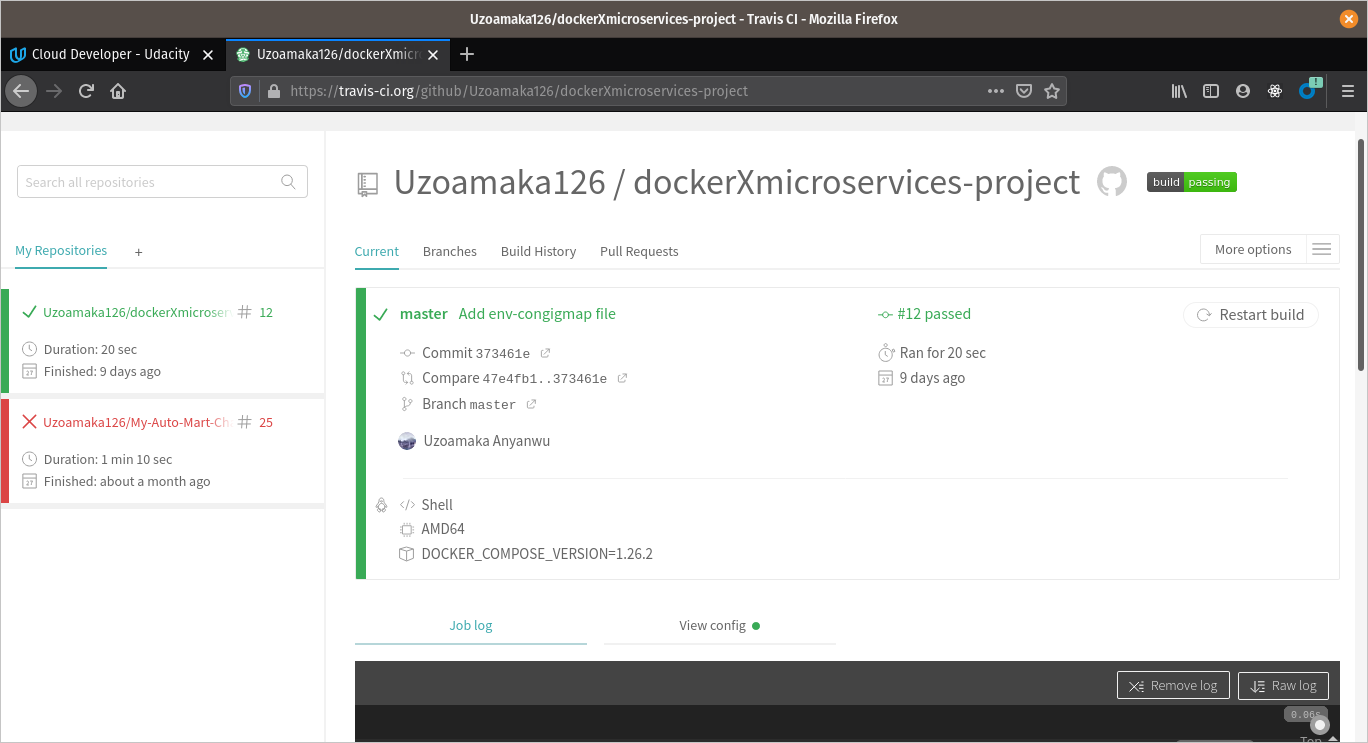 Uzoamaka126/dockerXmicroservices-project - Travis CI - Mozilla Firefox
Cloud Developer - Udacity
Uzoamaka126/dockerXmicr
https://travis-ci.org/github/Uzoamaka126/dockerXmicroservices-project
Search all repositories
Uzoamaka126 / dockerXmicroservices-project
build passing
My Repositories +
Current Branches Build History Pull Requests
More options
Uzoamaka126/dockerXmicroser # 12
Duration: 20 sec
Finished: 9 days ago
Uzoamaka126/My-Auto-Mart-Ch # 25
Duration: 1 min 10 sec
Finished: about a month ago
master Add env-congigmap file
#12 passed
Restart build
Commit 373461e
Ran for 20 sec
Compare 47e4fb1..373461e
9 days ago
Branch master
Uzoamaka Anyanwu
Shell
AMD64
DOCKER_COMPOSE_VERSION=1.26.2
Job log
View config
Remove log
Raw log
0.06s
Top